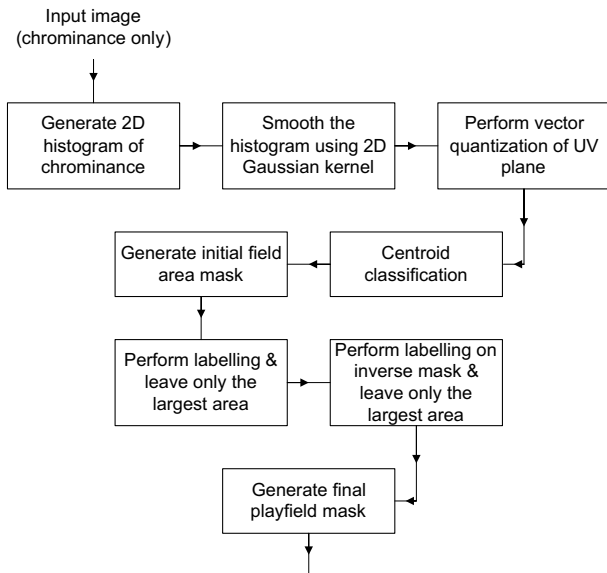 Input image
(chrominance only)
Generate 2D
histogram of
chrominance
Smooth the
histogram using 2D
Gaussian kernel
Perform vector
quantization of UV
plane
Centroid
classification
Generate initial field
area mask
Perform labelling &
leave only the
largest area
Perform labelling on
inverse mask &
leave only the
largest area
Generate final
playfield mask